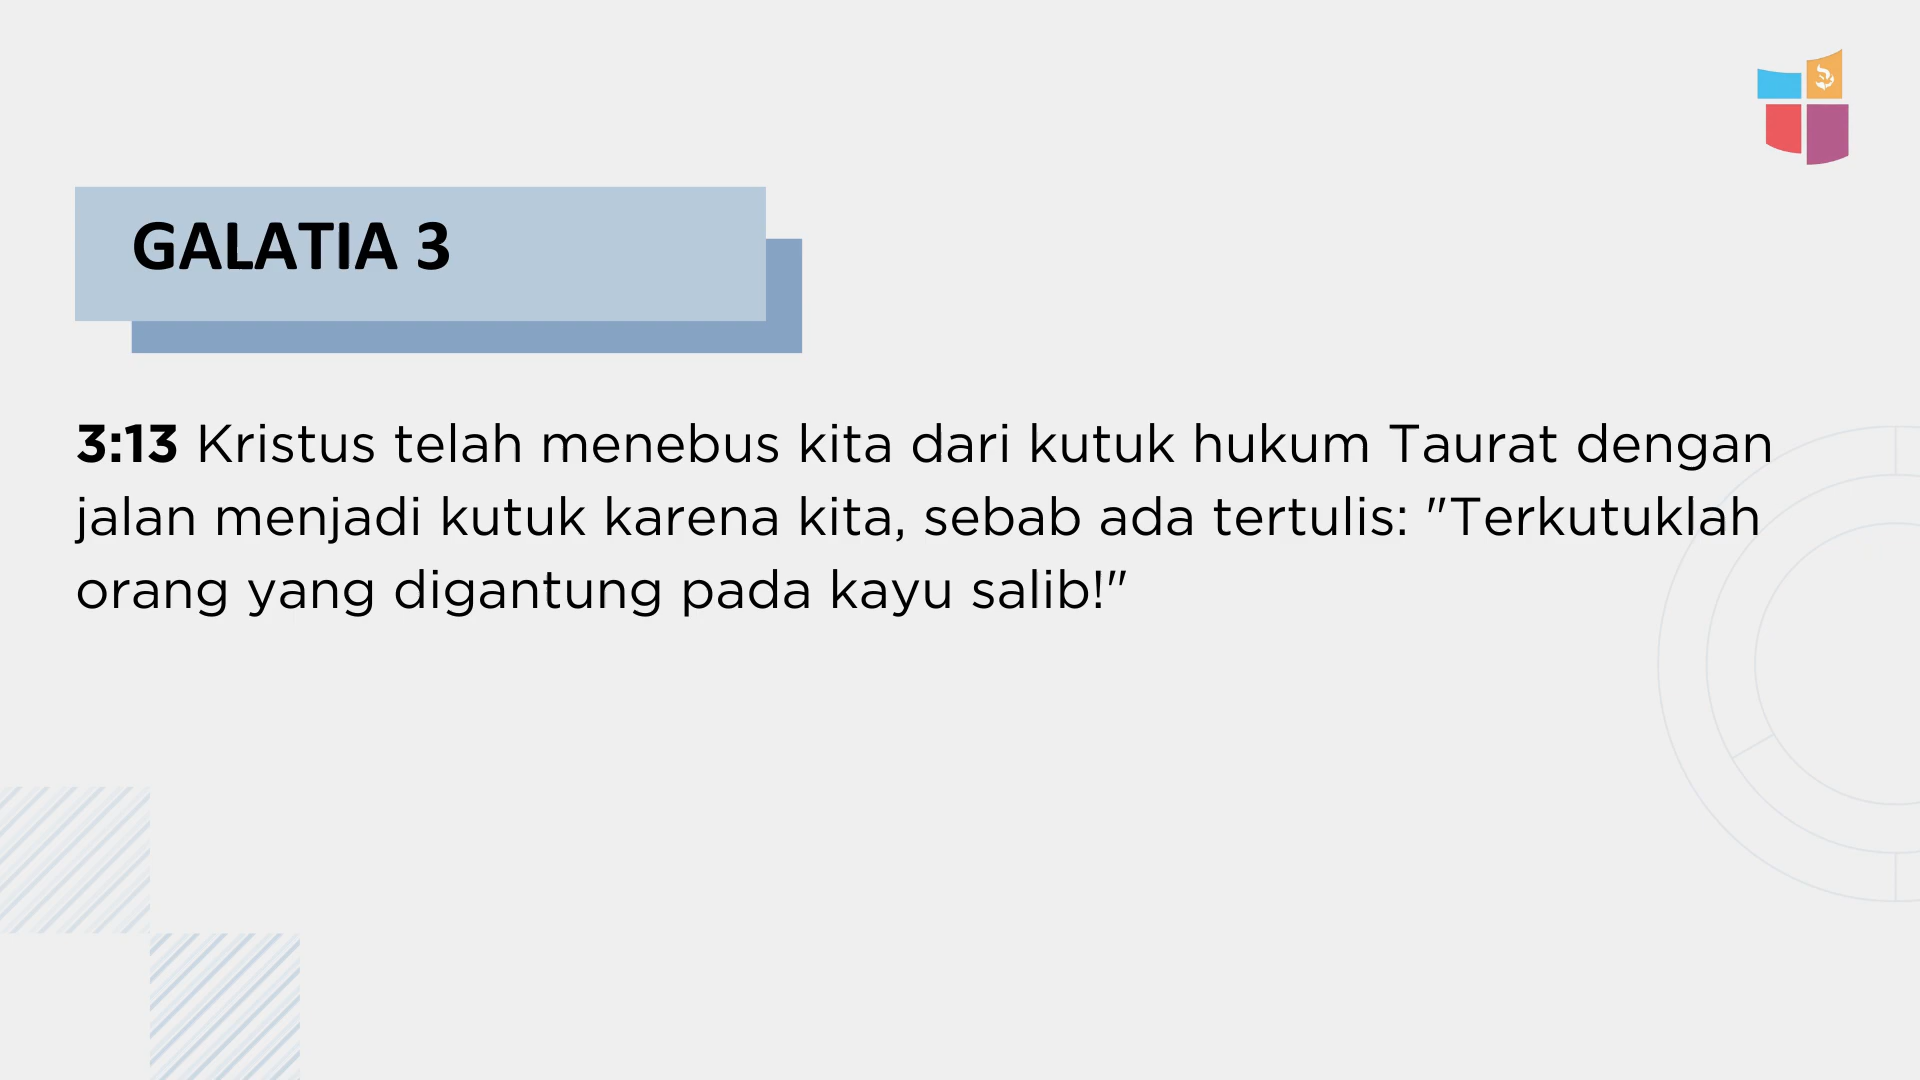 GALATIA 3
3:13 Kristus telah menebus kita dari kutuk hukum Taurat dengan
jalan menjadi kutuk karena kita, sebab ada tertulis: "Terkutuklah
orang yang digantung pada kayu salib!"